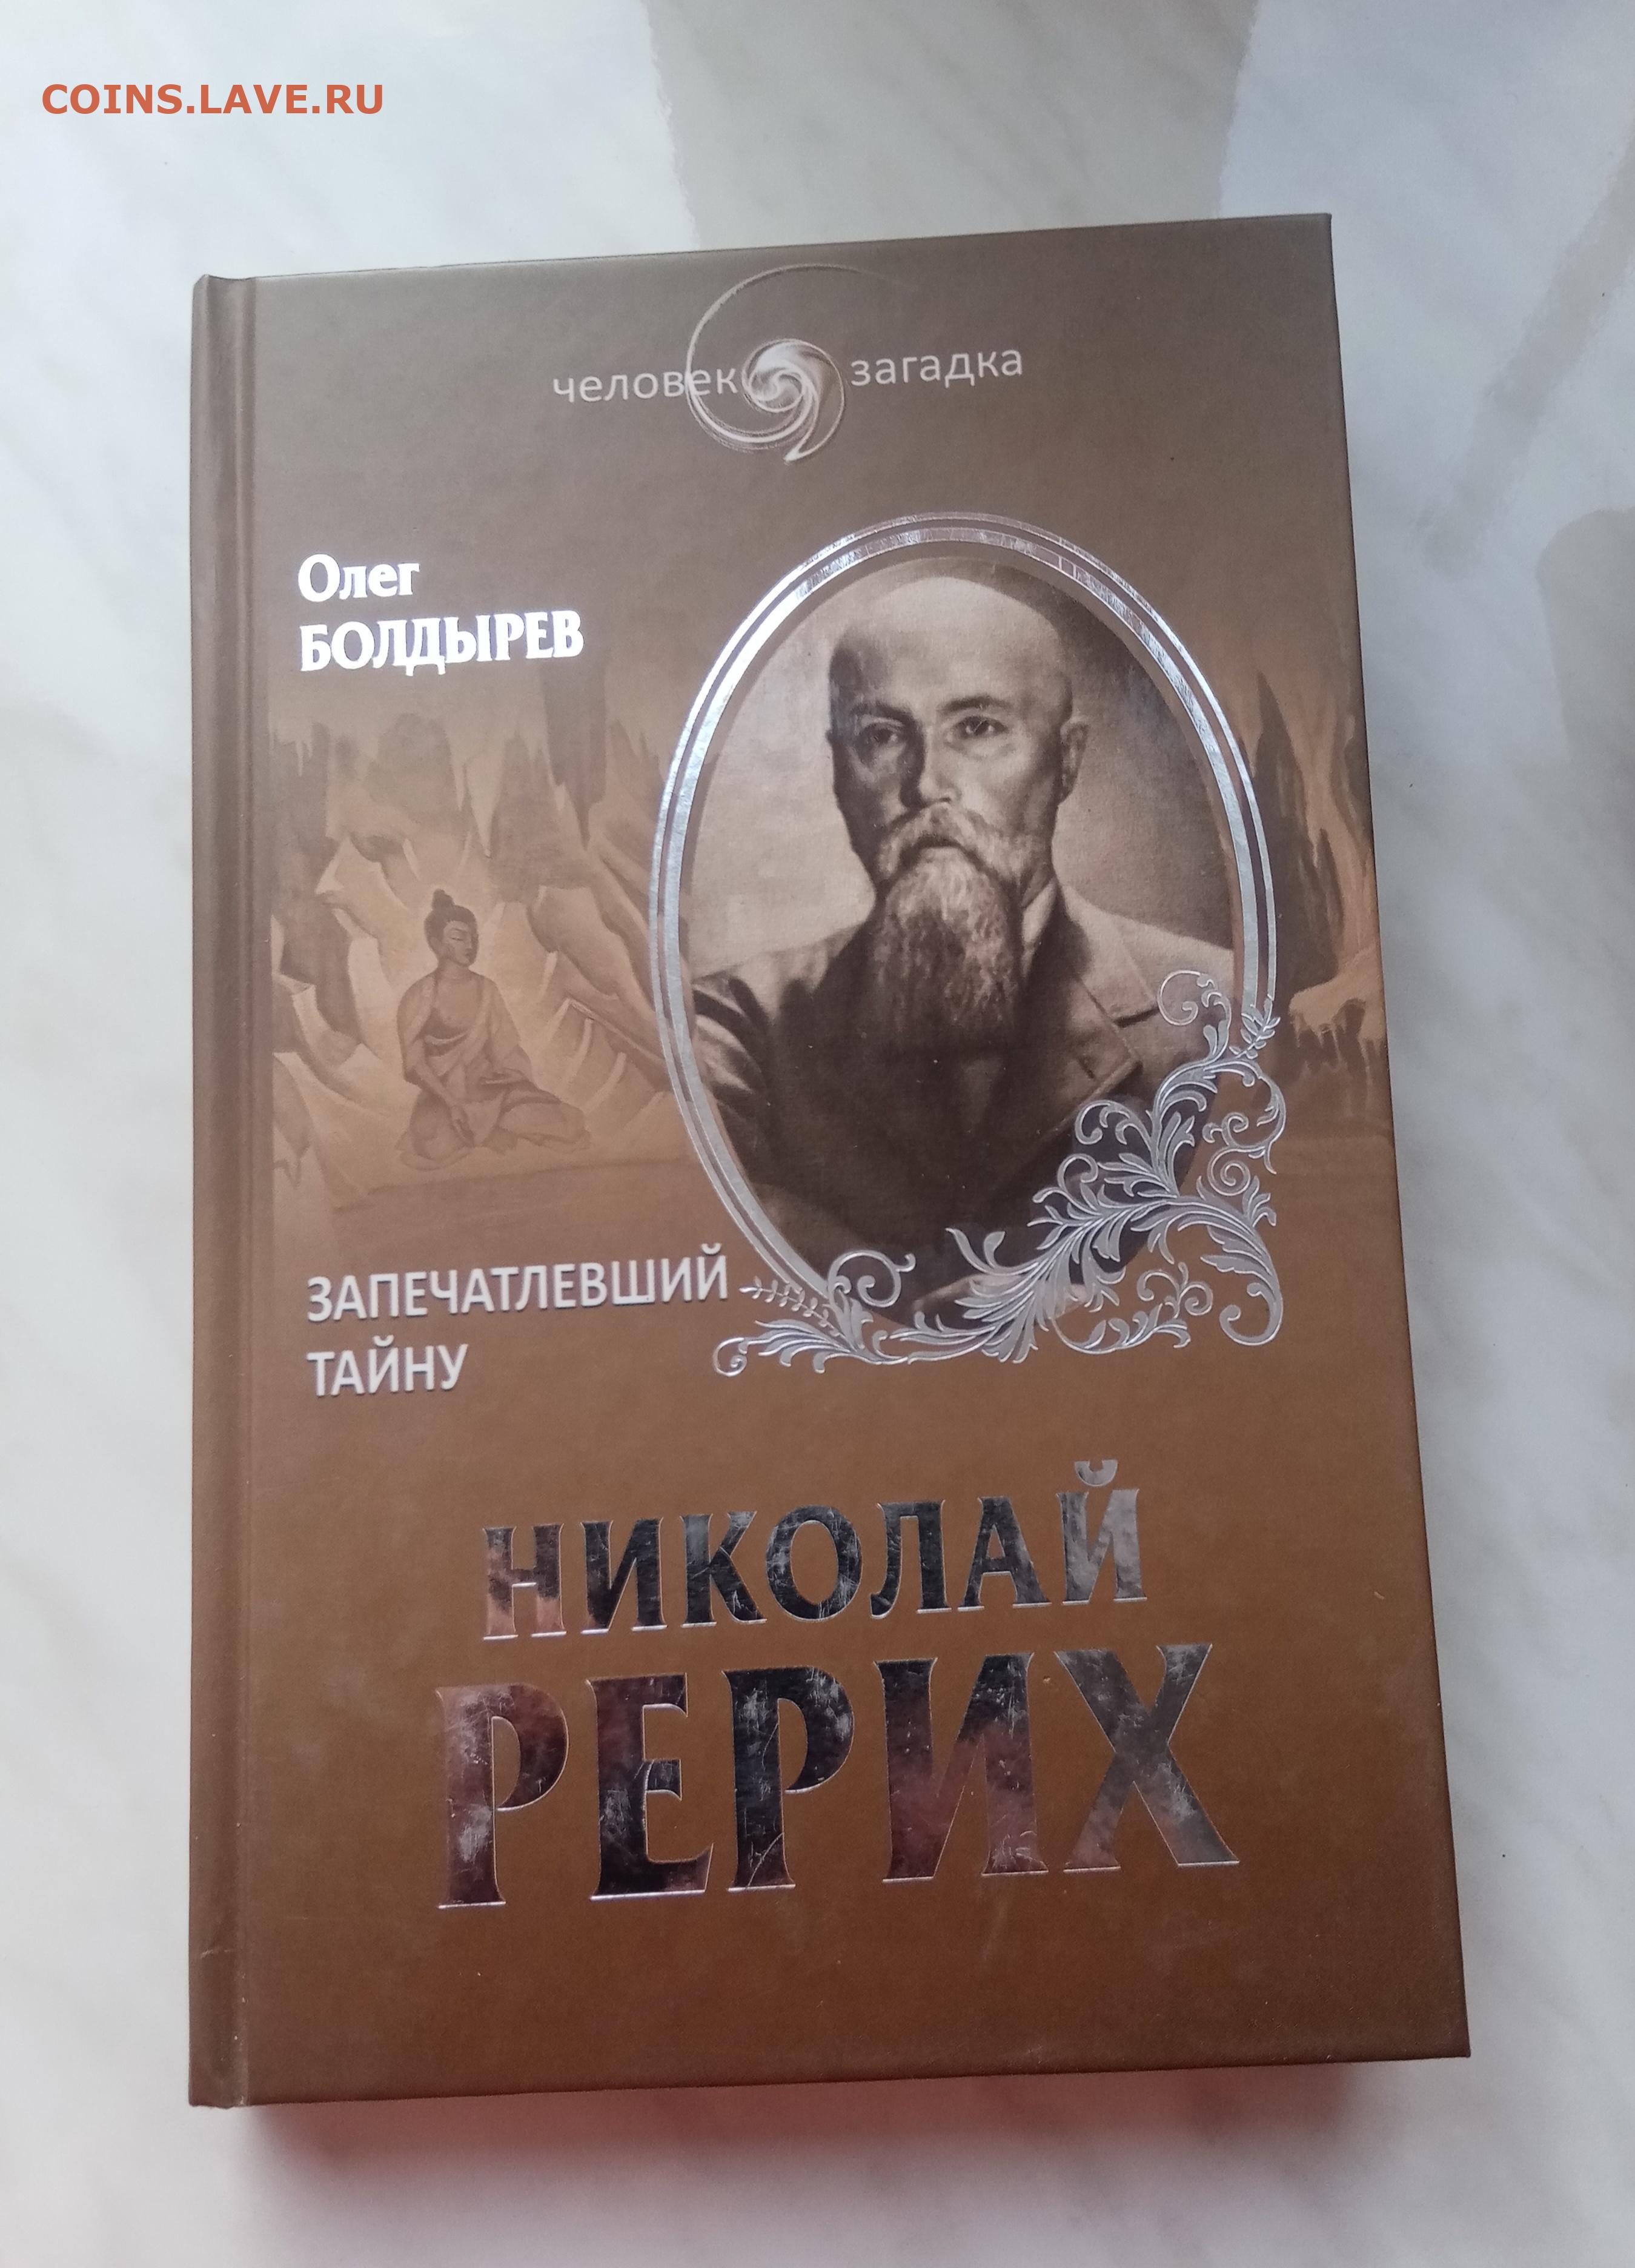 COINS.LAVE.RU
человек загадка
Олег
БОЛДЫРЕВ
ЗАПЕЧАТЛЕВШИЙ
ТАЙНУ
НИКОЛАЙ
РЕРИХ